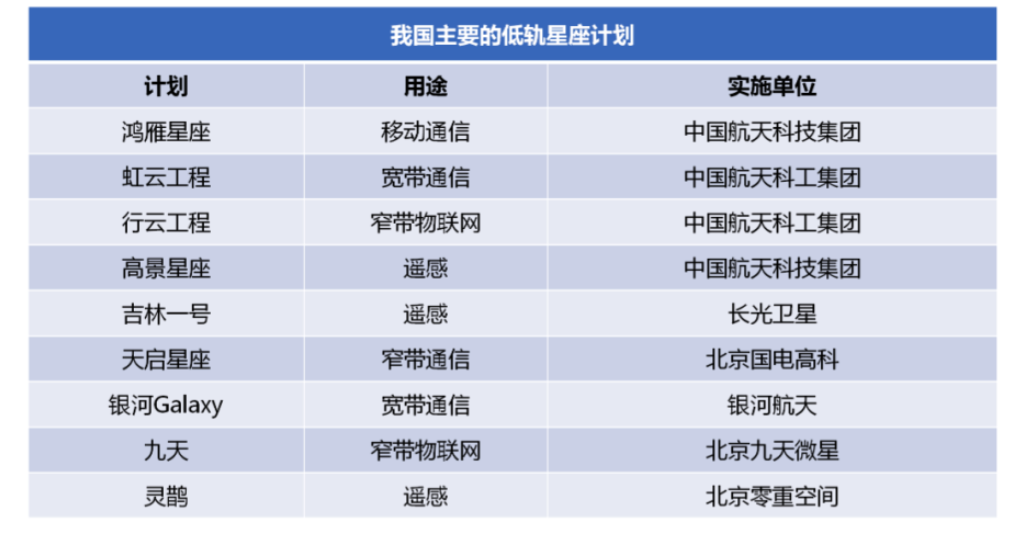 我国主要的低轨星座计划
计划 用途 实施单位
鸿雁星座 移动通信 中国航天科技集团
虹云工程 宽带通信 中国航天科工集团
行云工程 窄带物联网 中国航天科工集团
高景星座 遥感 中国航天科技集团
吉林一号 遥感 长光卫星
天启星座 窄带通信 北京国电高科
银河Galaxy 宽带通信 银河航天
九天 窄带物联网 北京九天微星
灵鹊 遥感 北京零重空间